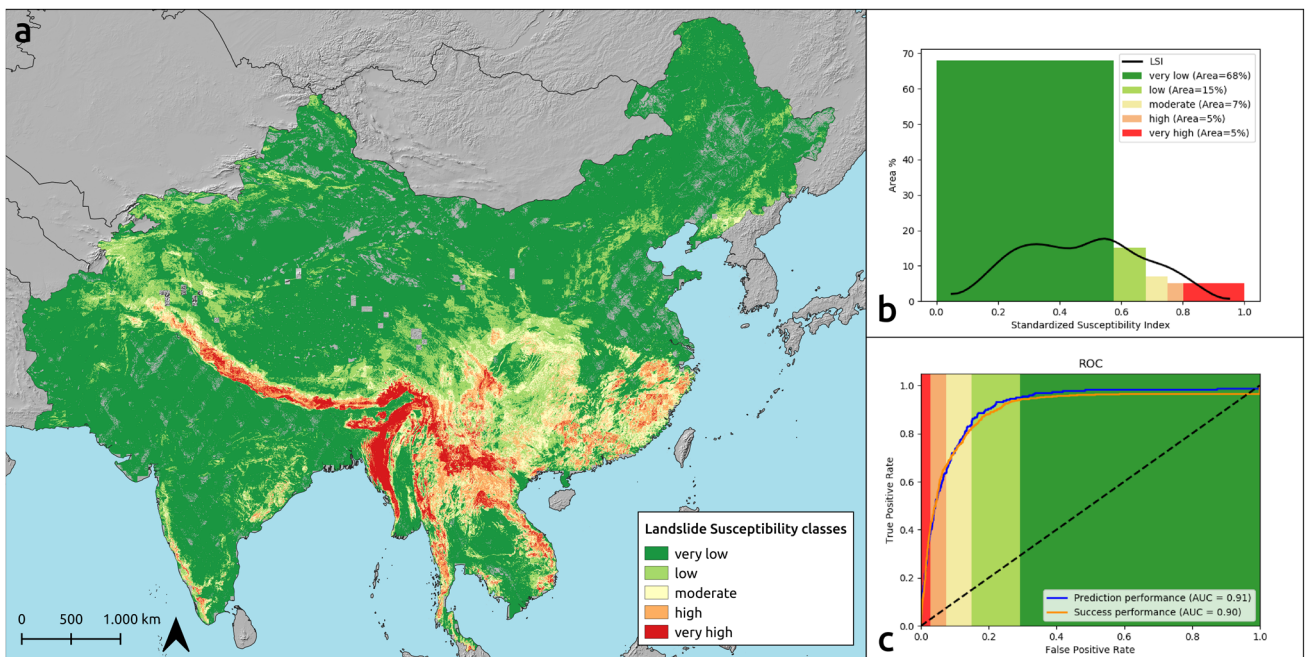 a
Landslide Susceptibility classes
very low
low
moderate
high
very high
0 500 1.000 km
70
60
50
40
30
20
10
0
Area %
LSI
very low (Area=68%)
low (Area=15%)
moderate (Area=7%)
high (Area=5%)
very high (Area=5%)
0.0 0.2 0.4 0.6 0.8 1.0
Standardized Susceptibility Index
b
ROC
1.0
0.8
0.6
0.4
0.2
0.0
True Positive Rate
Prediction performance (AUC = 0.91)
Success performance (AUC = 0.90)
0.0 0.2 0.4 0.6 0.8 1.0
False Positive Rate
c